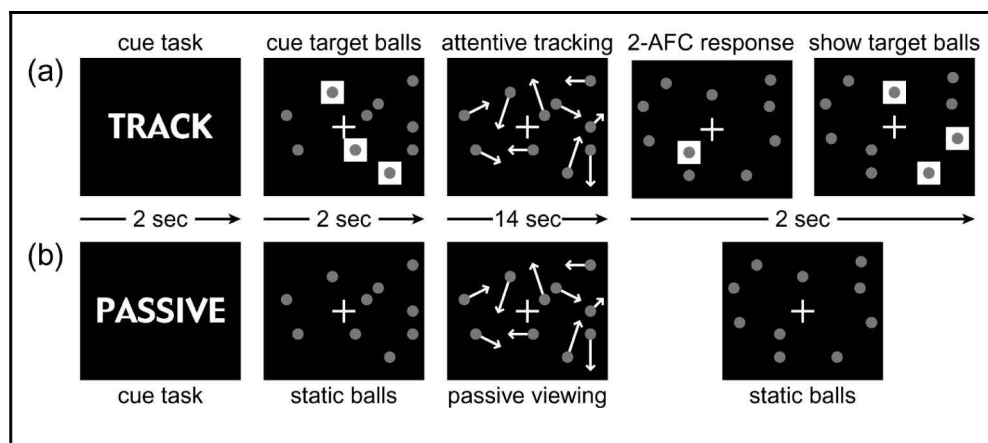 cue task cue target balls attentive tracking 2-AFC response show target balls
(a)
TRACK
2 sec 2 sec 14 sec 2 sec
(b)
PASSIVE
cue task static balls passive viewing static balls